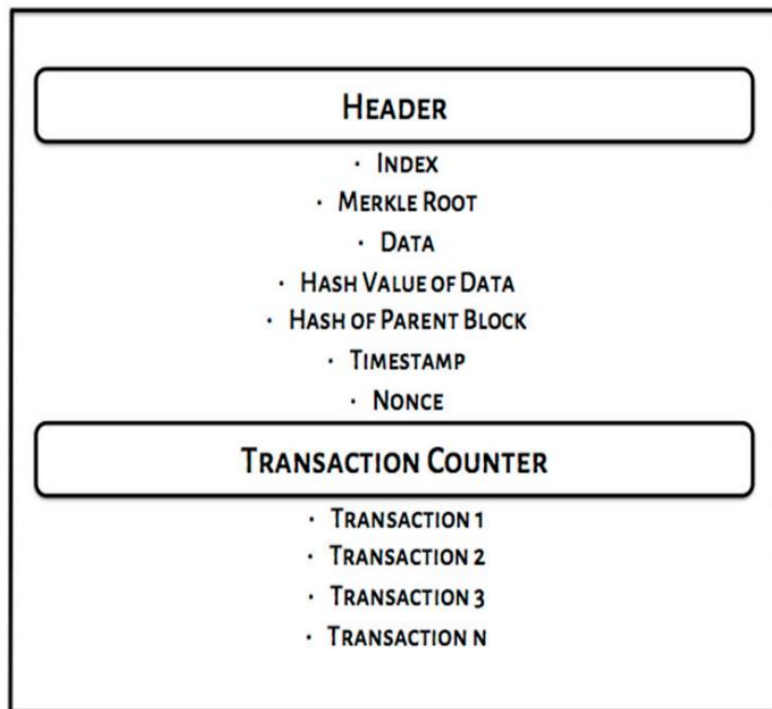 Header
· Index
· Merkle Root
· Data
· Hash Value of Data
· Hash of Parent Block
· Timestamp
· Nonce
Transaction Counter
· Transaction 1
· Transaction 2
· Transaction 3
· Transaction n